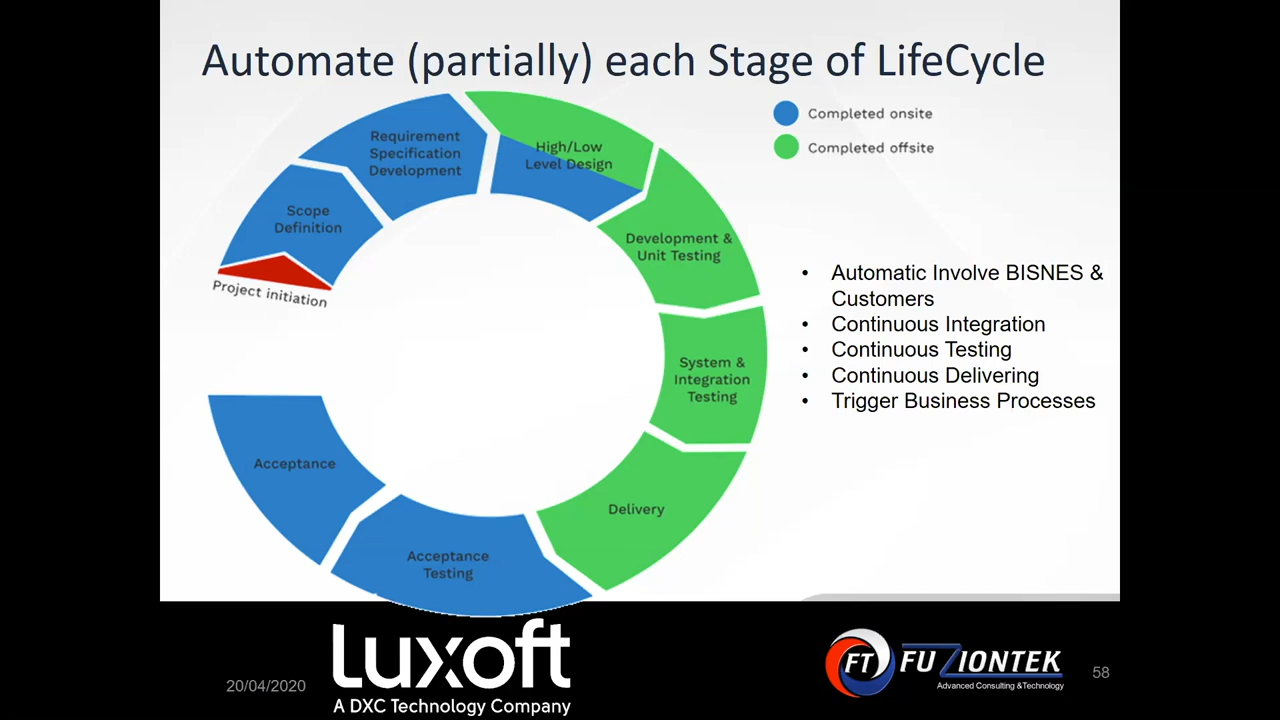 Automate (partially) each Stage of LifeCycle
Completed onsite
Completed offsite
Requirement
Specification
Development
High/Low
Level Design
Scope
Definition
Project initiation
Development &
Unit Testing
System &
Integration
Testing
Delivery
Acceptance
Testing
Acceptance
• Automatic Involve BISNES &
Customers
• Continuous Integration
• Continuous Testing
• Continuous Delivering
• Trigger Business Processes
20/04/2020
Luxoft
A DXC Technology Company
FT
FUZIONTEK
Advanced Consulting &Technology
58